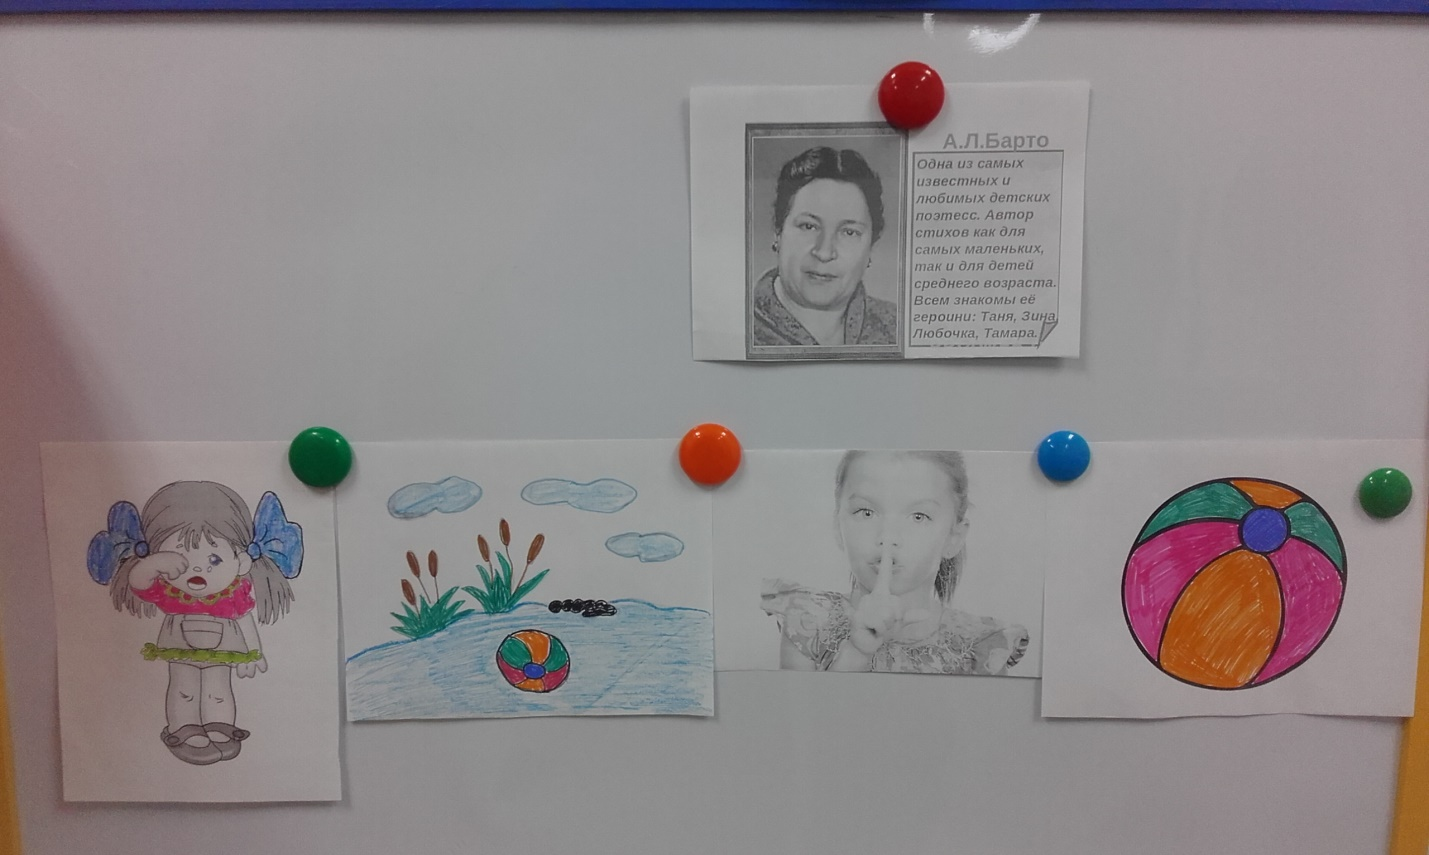 А.Л.Барто
Одна из самых
известных и
любимых детских
поэтесс. Автор
стихов как для
самых маленьких,
так и для детей
среднего возраста.
Всем знакомы её
героини: Таня, Зина
Любочка, Тамара.